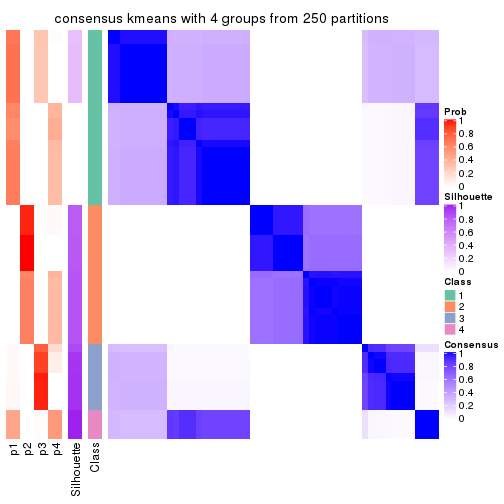 consensus kmeans with 4 groups from 250 partitions
Prob
1
0.8
0.6
0.4
0.2
0
Silhouette
1
0.8
0.6
0.4
0.2
0
Class
1
2
3
4
Consensus
1
0.8
0.6
0.4
0.2
0
p1
p2
p3
p4
Silhouette
Class